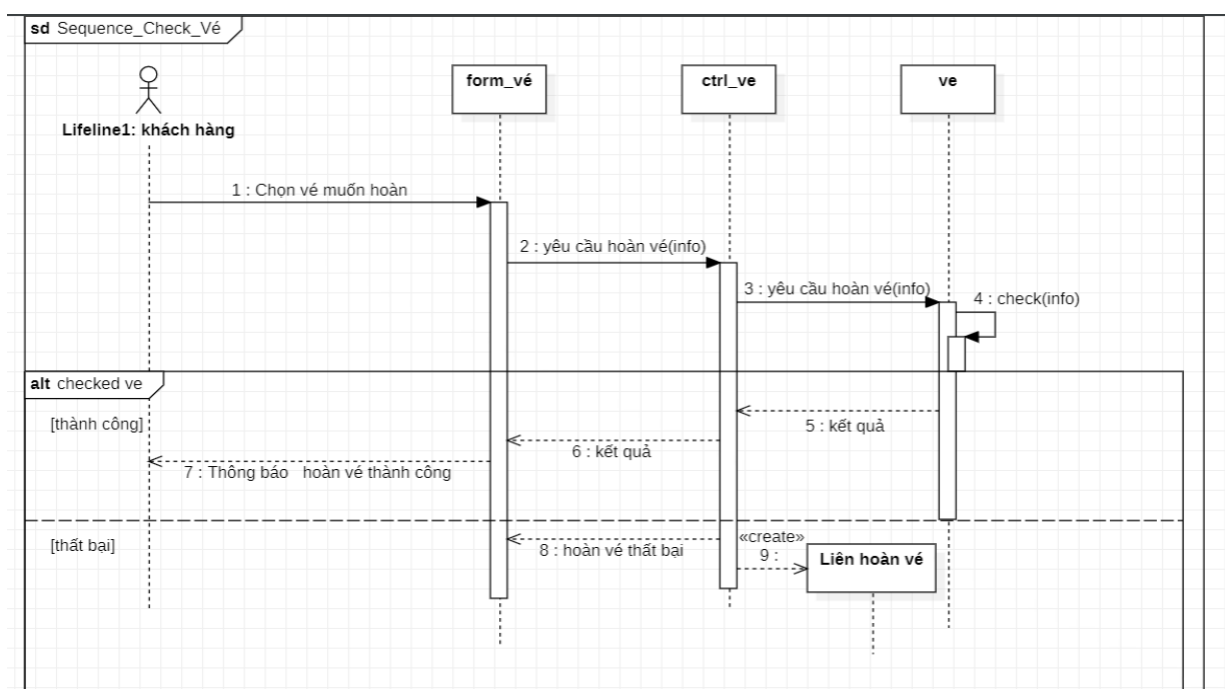 sd Sequence_Check_Vé
form_vé
ctrl_ve
ve
Lifeline1: khách hàng
1 : Chọn vé muốn hoàn
2 : yêu cầu hoàn vé(info)
3 : yêu cầu hoàn vé(info)
4 : check(info)
alt checked ve
[thành công]
5 : kết quả
6 : kết quả
7 : Thông báo hoàn vé thành công
[thất bại]
8 : hoàn vé thất bại
«create»
9 :
Liên hoàn vé